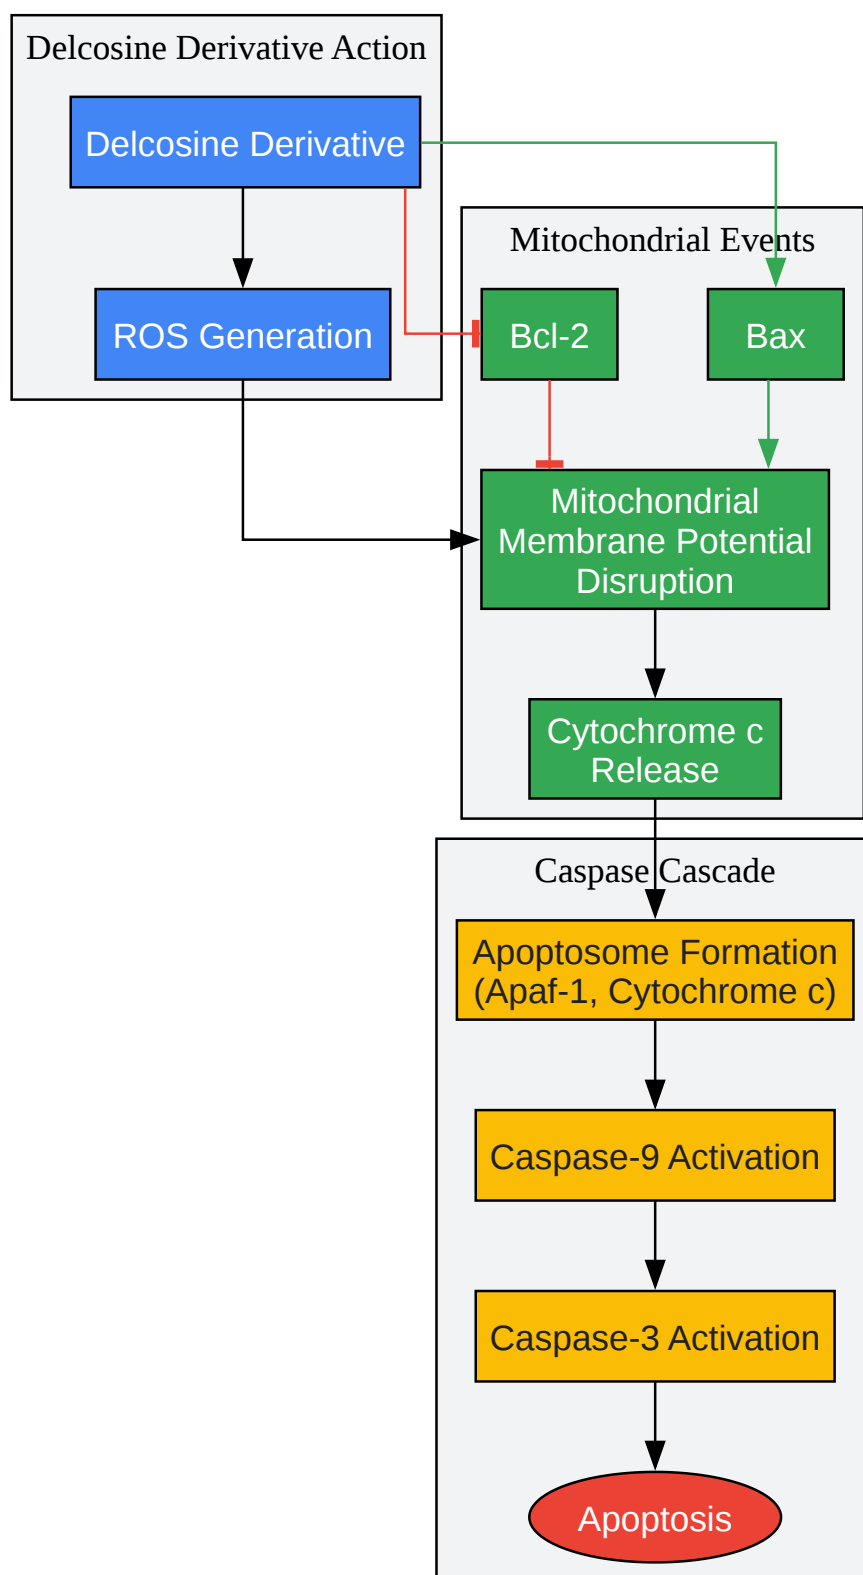 Delcosine Derivative Action
Delcosine Derivative
ROS Generation
Mitochondrial Events
Bcl-2
Bax
Mitochondrial
Membrane Potential
Disruption
Cytochrome c
Release
Caspase Cascade
Apoptosome Formation
(Apaf-1, Cytochrome c)
Caspase-9 Activation
Caspase-3 Activation
Apoptosis